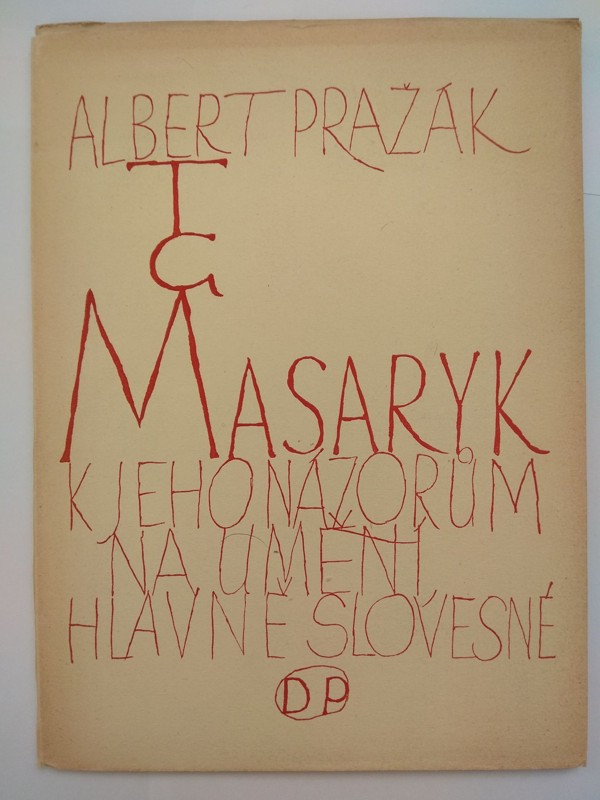 ALBERT PRAŽÁK
T
G
MASARYK
K JEHO NÁZORŮM
NA UMĚNÍ
HLAVNĚ SLOVESNÉ
DP